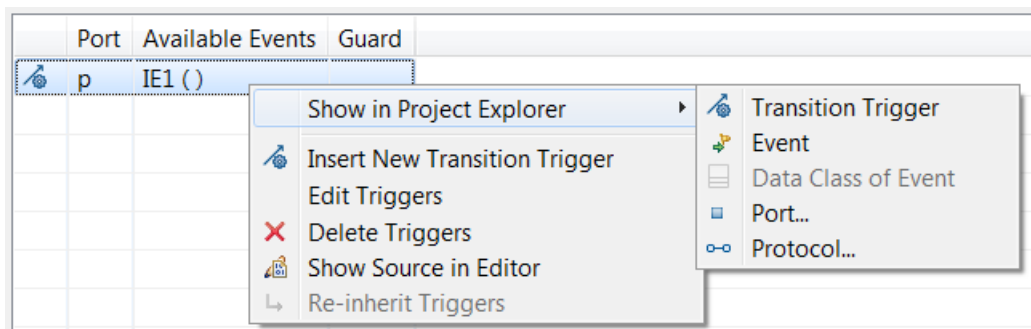 Port Available Events Guard
p IE1 ( )
Show in Project Explorer
Insert New Transition Trigger
Edit Triggers
Delete Triggers
Show Source in Editor
Re-inherit Triggers
Transition Trigger
Event
Data Class of Event
Port...
Protocol...